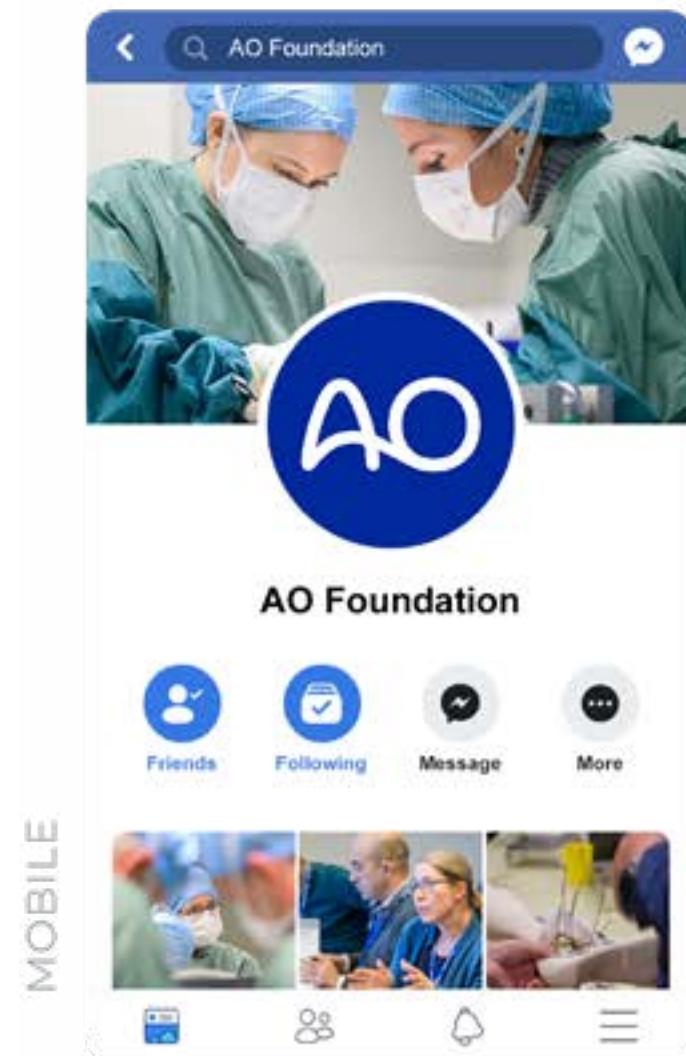 AO Foundation
AO
AO Foundation
Friends Following Message More
MOBILE